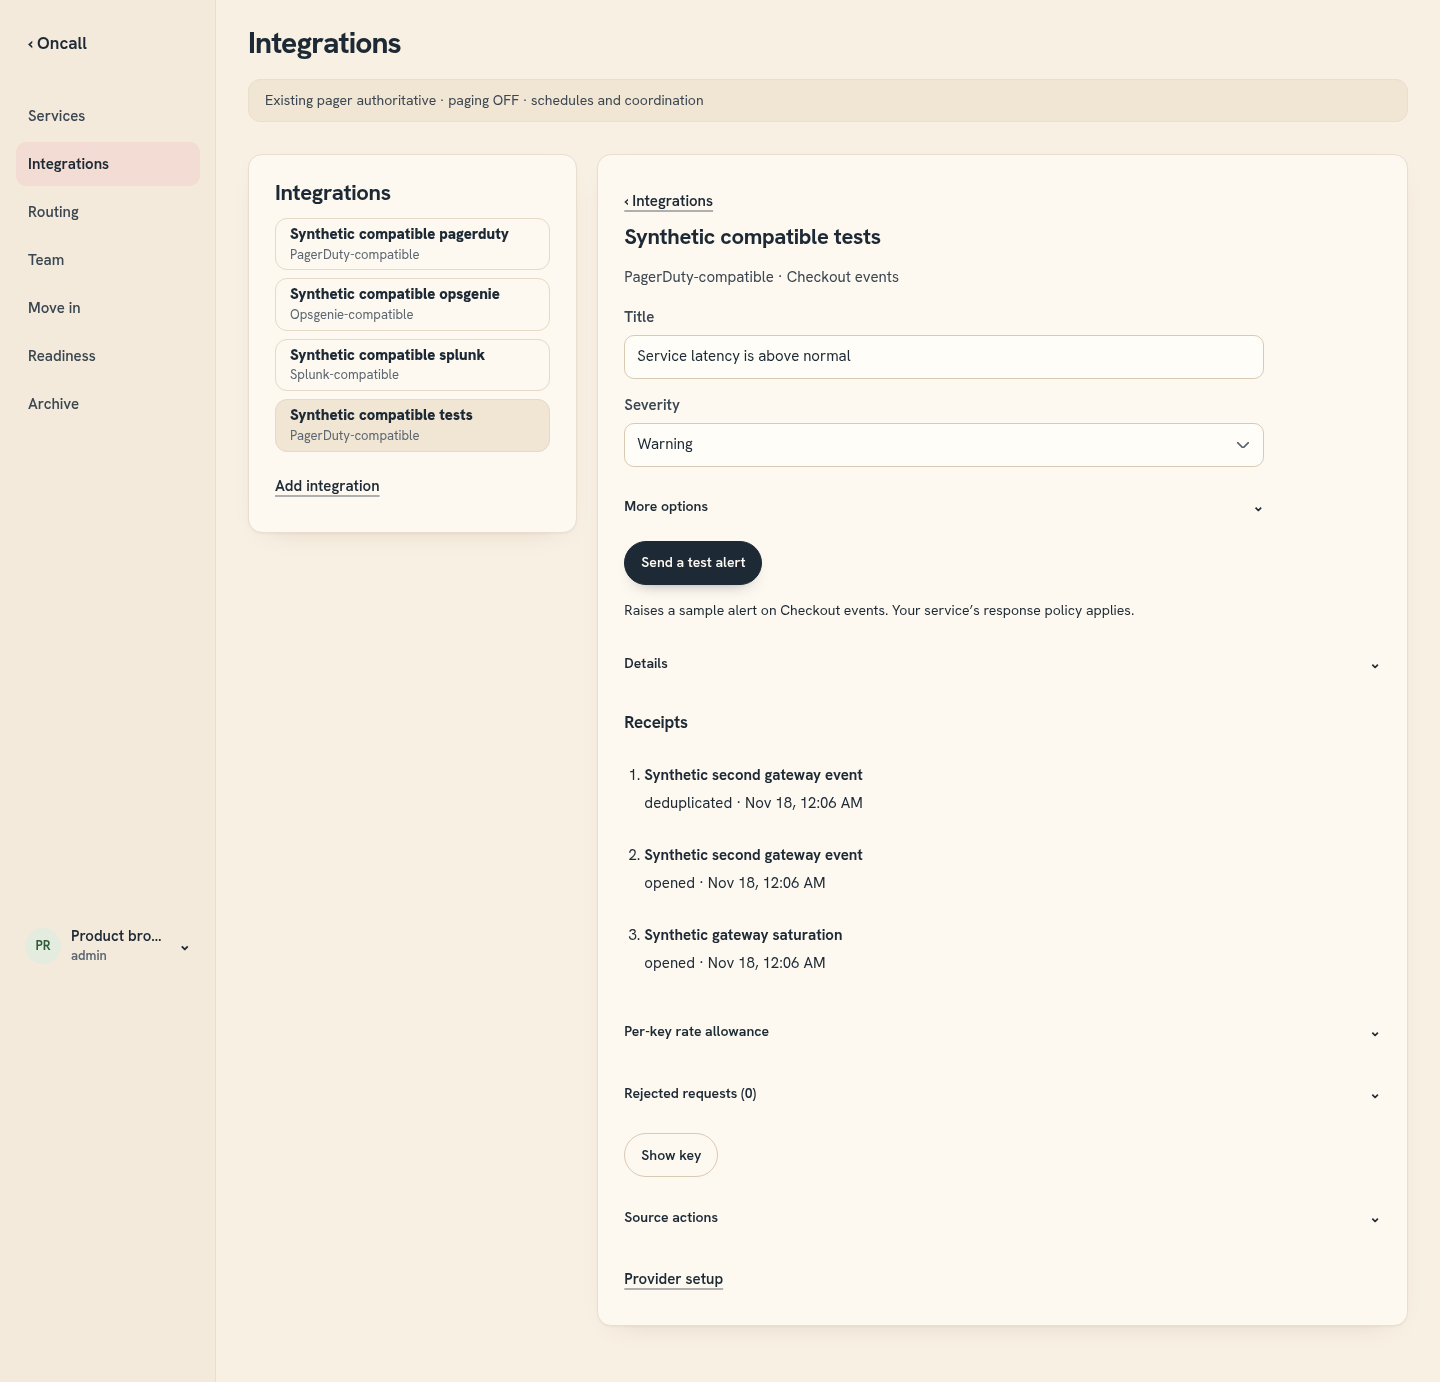 ‹ Oncall
Services
Integrations
Routing
Team
Move in
Readiness
Archive
PR
Product bro...
admin
Integrations
Existing pager authoritative · paging OFF · schedules and coordination
Integrations
Synthetic compatible pagerduty
PagerDuty-compatible
Synthetic compatible opsgenie
Opsgenie-compatible
Synthetic compatible splunk
Splunk-compatible
Synthetic compatible tests
PagerDuty-compatible
Add integration
‹ Integrations
Synthetic compatible tests
PagerDuty-compatible · Checkout events
Title
Service latency is above normal
Severity
Warning
More options
Send a test alert
Raises a sample alert on Checkout events. Your service’s response policy applies.
Details
Receipts
1. Synthetic second gateway event
deduplicated · Nov 18, 12:06 AM
2. Synthetic second gateway event
opened · Nov 18, 12:06 AM
3. Synthetic gateway saturation
opened · Nov 18, 12:06 AM
Per-key rate allowance
Rejected requests (0)
Show key
Source actions
Provider setup